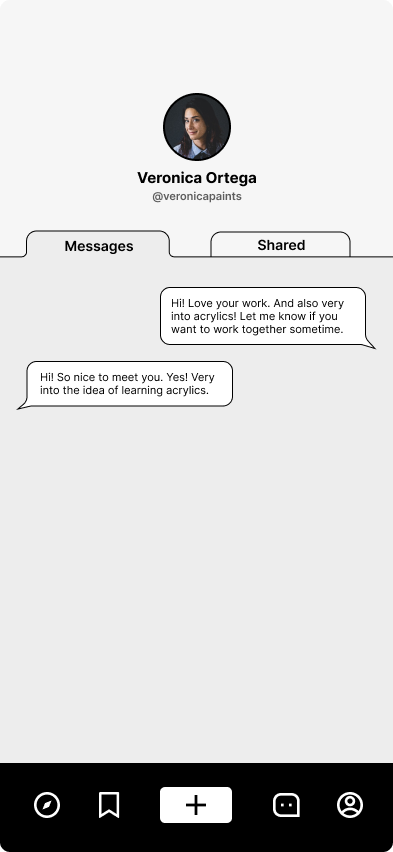 Veronica Ortega
@veronicapaints
Messages
Shared
Hi! Love your work. And also very
into acrylics! Let me know if you
want to work together sometime.
Hi! So nice to meet you. Yes! Very
into the idea of learning acrylics.